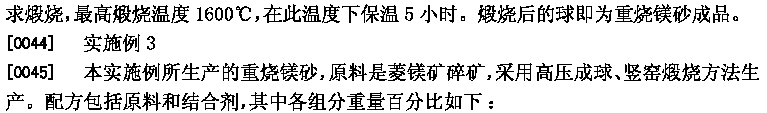 求煅烧,最高煅烧温度 1600℃,在此温度下保温 5 小时。煅烧后的球即为重烧镁砂成品。
[0044] 实施例 3
[0045] 本实施例所生产的重烧镁砂,原料是菱镁矿碎矿,采用高压成球、竖窑煅烧方法生
产。配方包括原料和结合剂,其中各组分重量百分比如下：